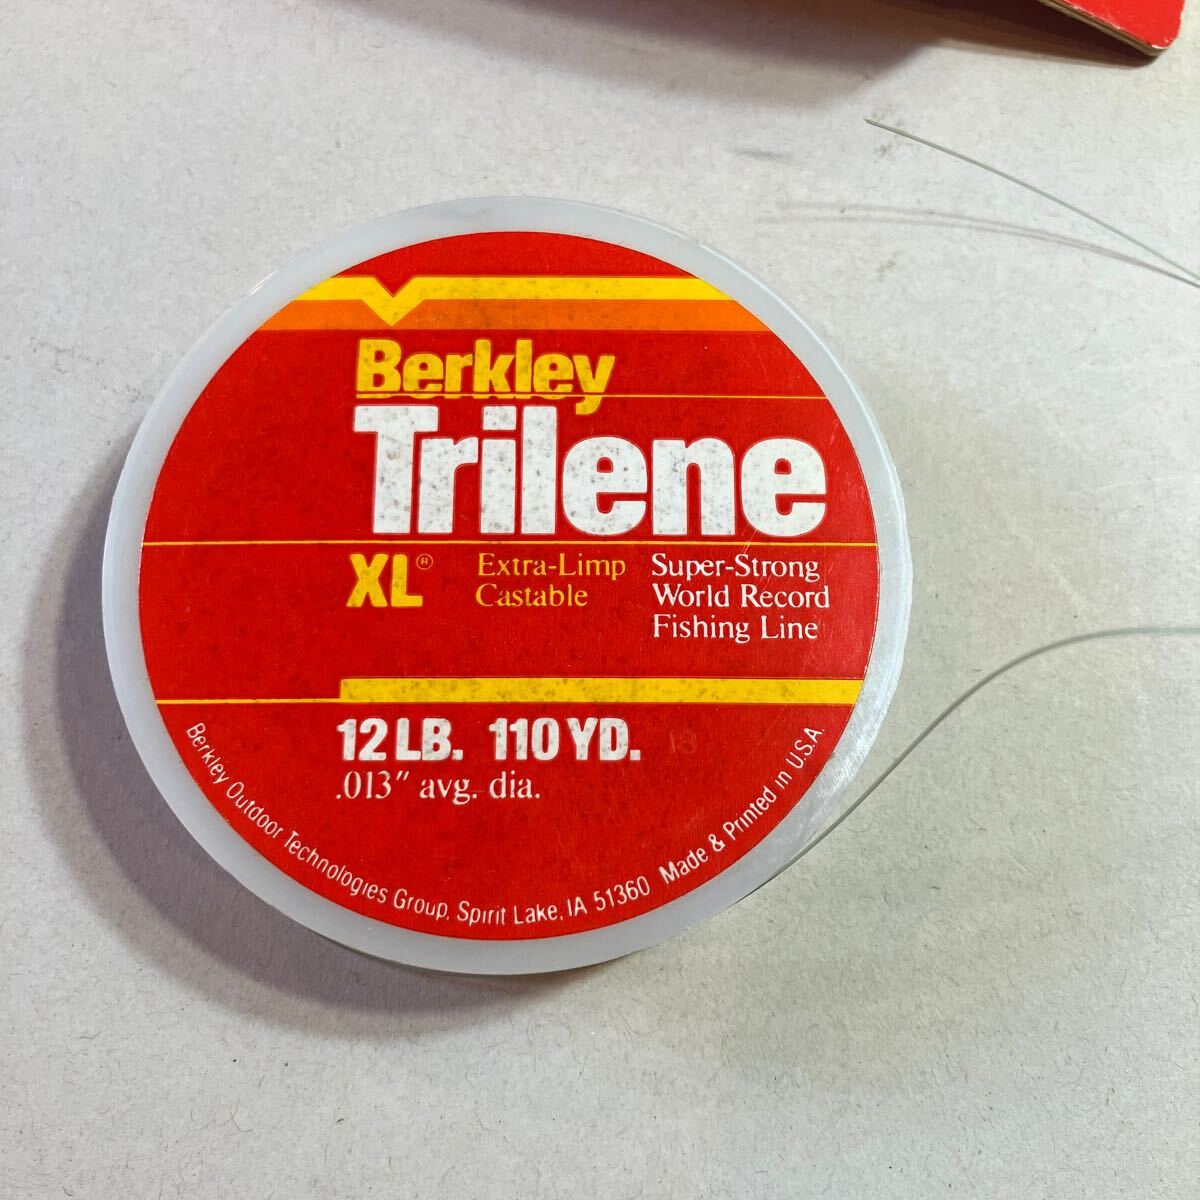 Berkley
Trilene
XL®
Extra-Limp
Castable
Super-Strong
World Record
Fishing Line
12 LB. 110 YD.
.013" avg. dia.
Berkley Outdoor Technologies Group, Spirit Lake, IA 51360 Made & Printed in U.S.A.